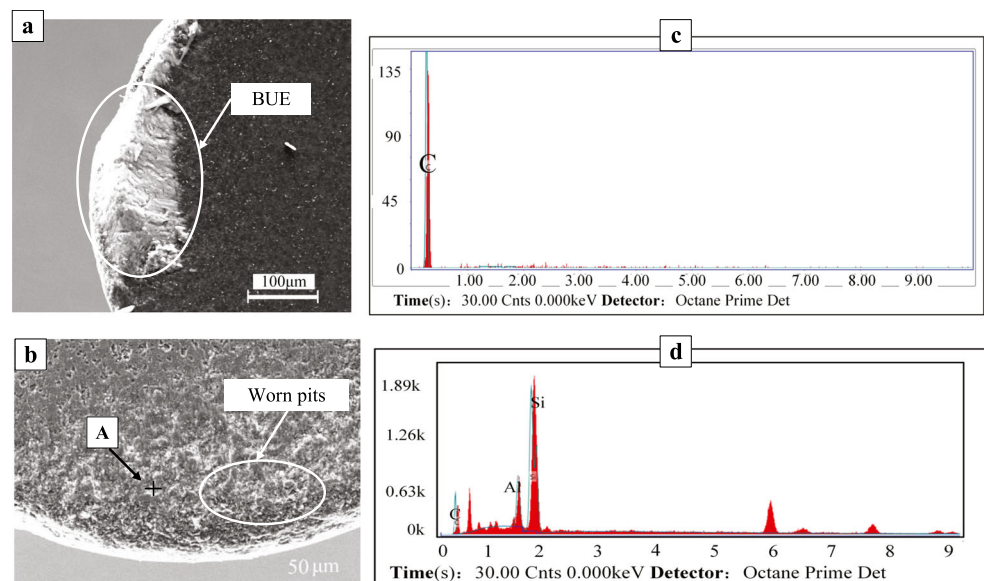 a
BUE
100μm
c
135
90
45
0
C
c
1.00 2.00 3.00 4.00 5.00 6.00 7.00 8.00 9.00
Time(s): 30.00 Cnts 0.000keV Detector: Octane Prime Det
b
Worn pits
A
50 μm
d
1.89k
1.26k
0.63k
0k
Si
Al
C
0 1 2 3 4 5 6 7 8 9
Time(s): 30.00 Cnts 0.000keV Detector: Octane Prime Det